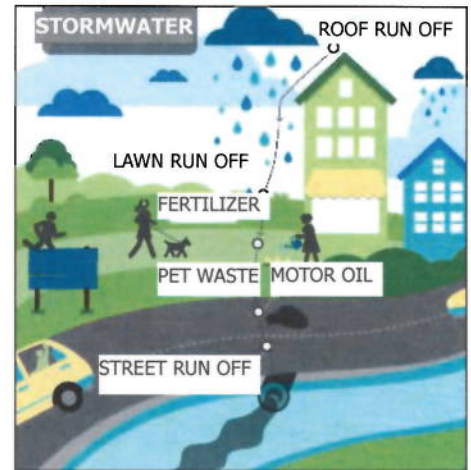 STORMWATER
ROOF RUN OFF
LAWN RUN OFF
FERTILIZER
PET WASTE
MOTOR OIL
STREET RUN OFF